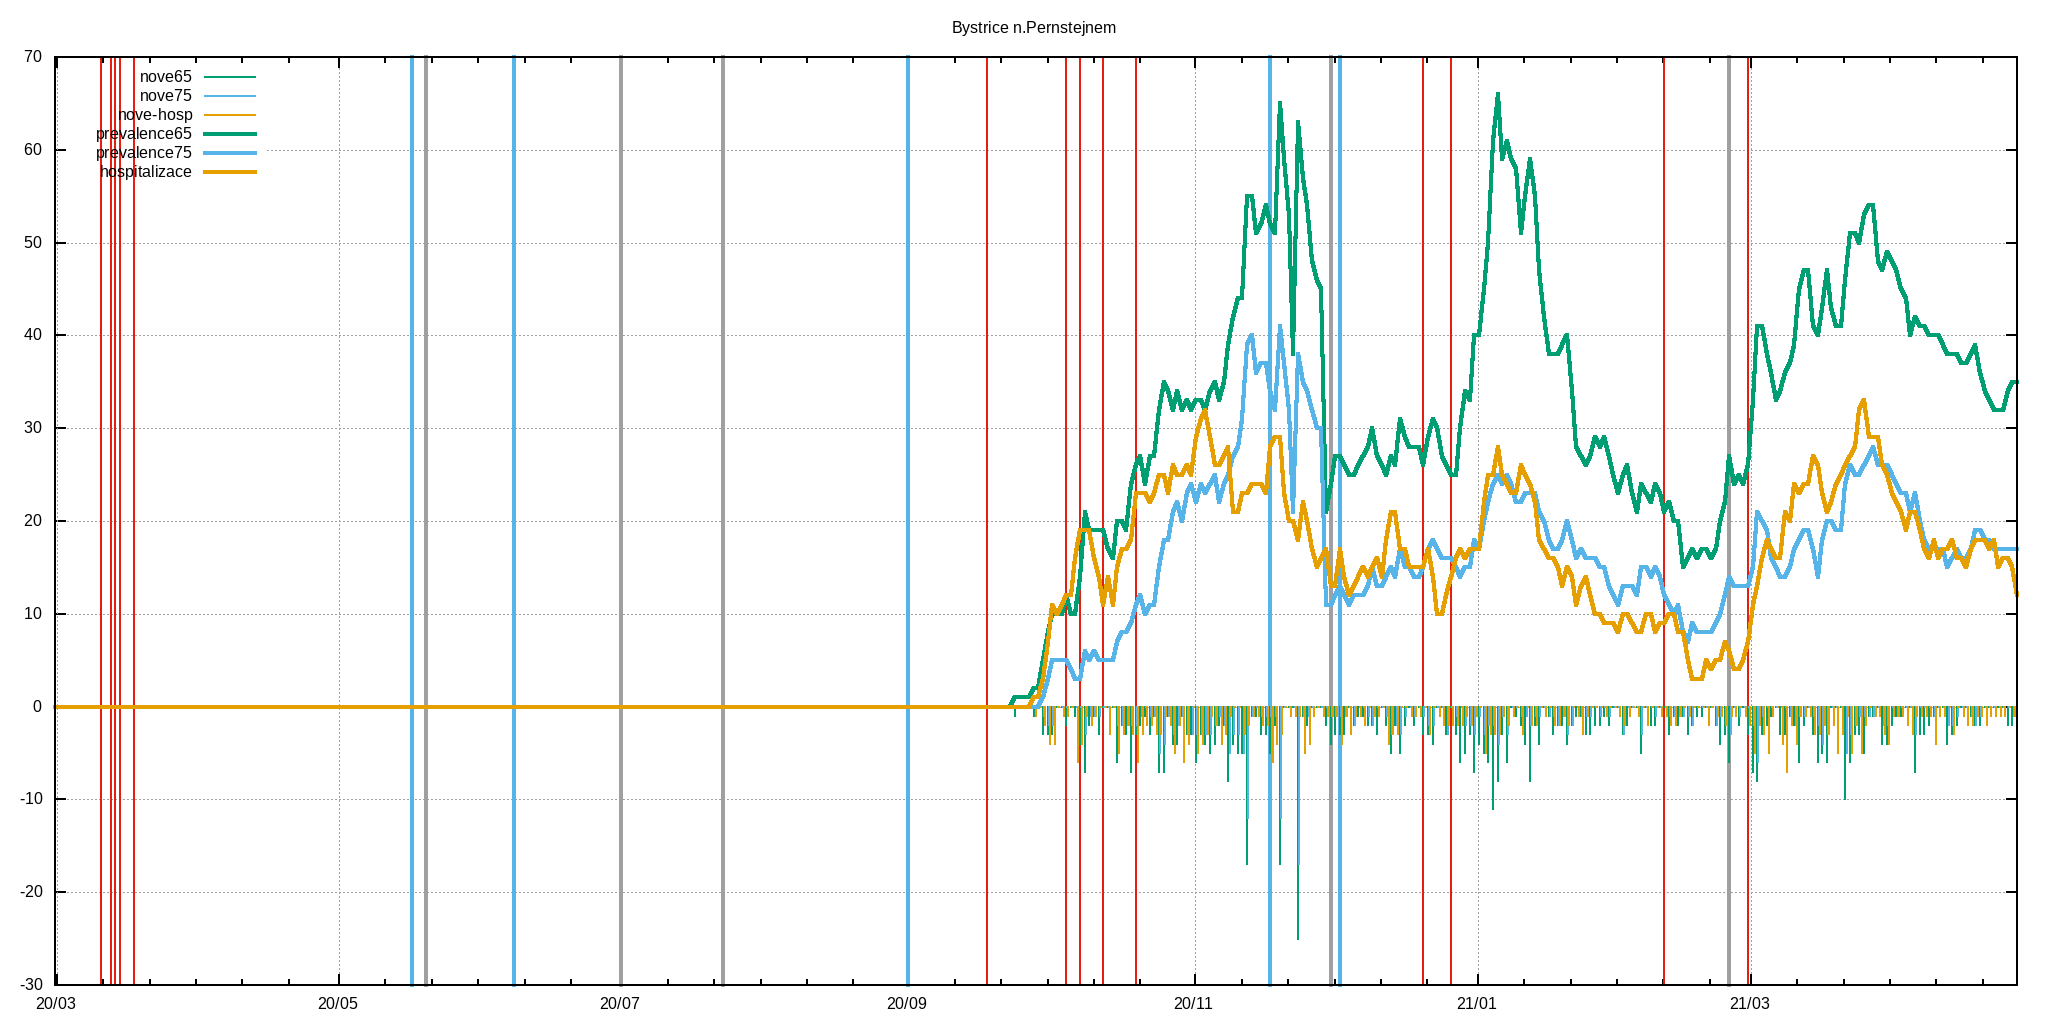 Bystrice n.Pernstejnem
70
60
50
40
30
20
10
0
-10
-20
-30
nove65
nove75
nove-hosp
prevalence65
prevalence75
hospitalizace
20/03 20/05 20/07 20/09 20/11 21/01 21/03